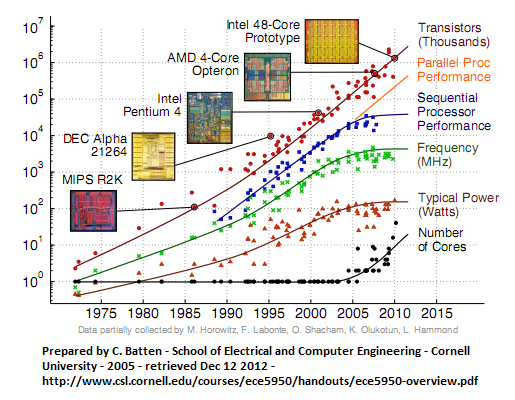 Intel 48-Core
Prototype
AMD 4-Core
Opteron
Intel
Pentium 4
DEC Alpha
21264
MIPS R2K
Transistors
(Thousands)
Parallel Proc
Performance
Sequential
Processor
Performance
Frequency
(MHz)
Typical Power
(Watts)
Number
of Cores
10^7
10^6
10^5
10^4
10^3
10^2
10^1
10^0
1975 1980 1985 1990 1995 2000 2005 2010 2015
Data partially collected by M. Horowitz, F. Labonte, O. Shacham, K. Olukotun, L. Hammond
Prepared by C. Batten - School of Electrical and Computer Engineering - Cornell
University - 2005 - retrieved Dec 12 2012 -
http://www.csl.cornell.edu/courses/ece5950/handouts/ece5950-overview.pdf